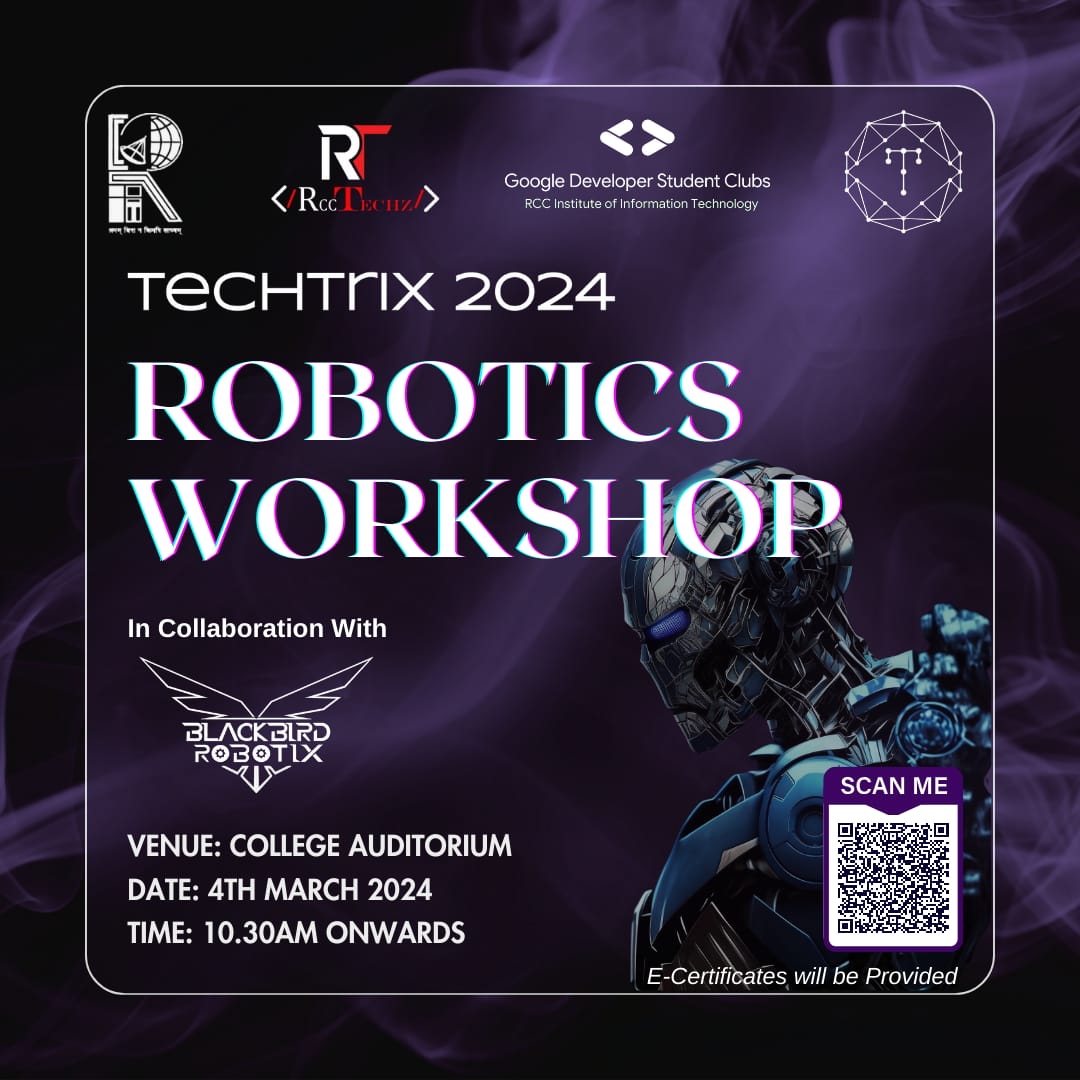 RT
</RCCTECHZ/>
Google Developer Student Clubs
RCC Institute of Information Technology
T
TECHTRIX 2024
ROBOTICS
WORKSHOP
In Collaboration With
BLACKBIRD
ROBOTIX
VENUE: COLLEGE AUDITORIUM
DATE: 4TH MARCH 2024
TIME: 10.30AM ONWARDS
SCAN ME
E-Certificates will be Provided